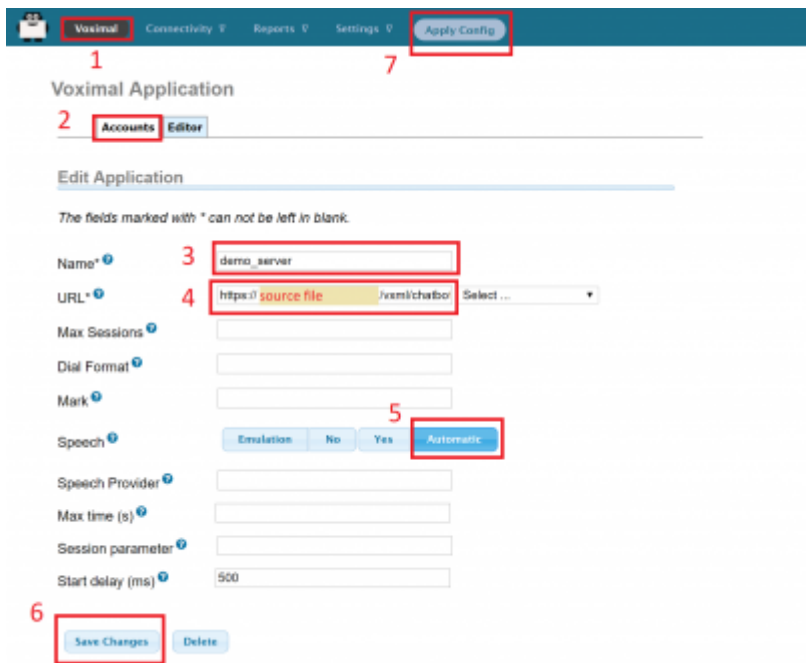 Voximal Connectivity Reports Settings Apply Config
1 7
Voximal Application
2 Accounts Editor
Edit Application
The fields marked with * can not be left in blank.
Name* 3 demo_server
URL* 4 https:// source file /vxml/chatbo Select ...
Max Sessions
Dial Format
Mark
5
Speech Emulation No Yes Automatic
Speech Provider
Max time (s)
Session parameter
Start delay (ms) 500
6
Save Changes Delete